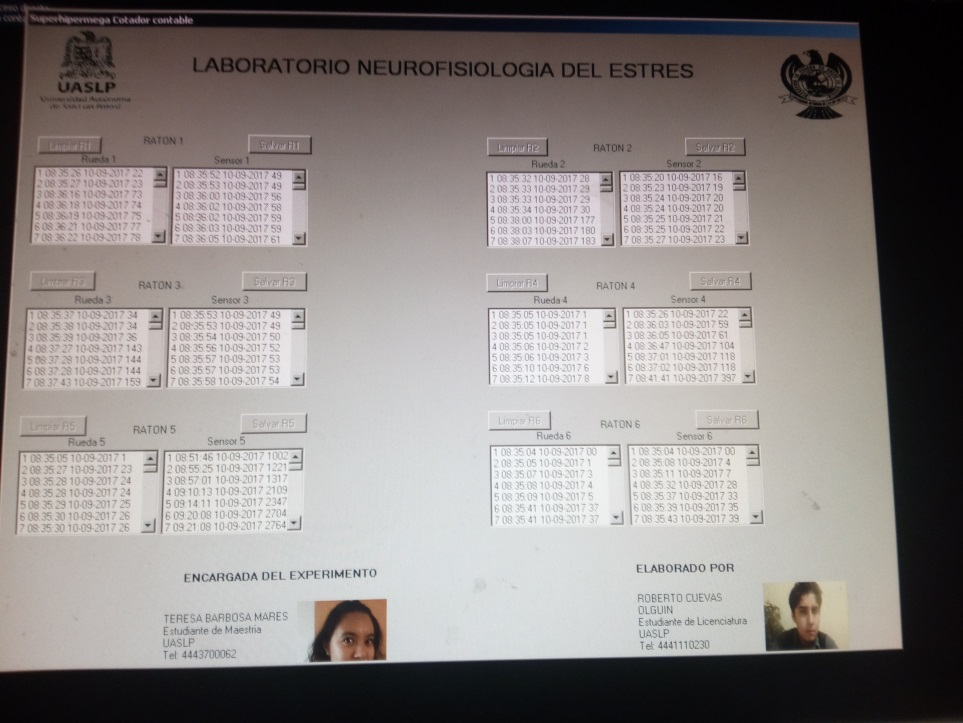 Superhipermega Cotador contable
LABORATORIO NEUROFISIOLOGIA DEL ESTRES
UASLP
Universidad Autónoma
de San Luis Potosí
Limpiar R1
RATON 1
Salvar R1
Rueda 1
Sensor 1
1 08:35:26 10-09-2017 22
2 08:35:27 10-09-2017 23
3 08:36:16 10-09-2017 73
4 08:36:18 10-09-2017 74
5 08:36:19 10-09-2017 75
6 08:36:21 10-09-2017 77
7 08:36:22 10-09-2017 78
1 08:35:52 10-09-2017 49
2 08:35:53 10-09-2017 49
3 08:36:00 10-09-2017 56
4 08:36:02 10-09-2017 58
5 08:36:02 10-09-2017 59
6 08:36:03 10-09-2017 59
7 08:36:05 10-09-2017 61
Limpiar R2
RATON 2
Salvar R2
Rueda 2
Sensor 2
1 08:35:32 10-09-2017 28
2 08:35:33 10-09-2017 29
3 08:35:33 10-09-2017 29
4 08:35:34 10-09-2017 30
5 08:38:00 10-09-2017 177
6 08:38:03 10-09-2017 180
7 08:38:07 10-09-2017 183
1 08:35:20 10-09-2017 16
2 08:35:23 10-09-2017 19
3 08:35:24 10-09-2017 20
4 08:35:24 10-09-2017 20
5 08:35:25 10-09-2017 21
6 08:35:25 10-09-2017 22
7 08:35:27 10-09-2017 23
Limpiar R3
RATON 3
Salvar R3
Rueda 3
Sensor 3
1 08:35:37 10-09-2017 34
2 08:35:38 10-09-2017 34
3 08:35:39 10-09-2017 36
4 08:37:27 10-09-2017 143
5 08:37:28 10-09-2017 144
6 08:37:28 10-09-2017 144
7 08:37:43 10-09-2017 159
1 08:35:53 10-09-2017 49
2 08:35:53 10-09-2017 49
3 08:35:54 10-09-2017 50
4 08:35:56 10-09-2017 52
5 08:35:57 10-09-2017 53
6 08:35:57 10-09-2017 53
7 08:35:58 10-09-2017 54
Limpiar R4
RATON 4
Salvar R4
Rueda 4
Sensor 4
1 08:35:05 10-09-2017 1
2 08:35:05 10-09-2017 1
3 08:35:05 10-09-2017 1
4 08:35:06 10-09-2017 2
5 08:35:06 10-09-2017 3
6 08:35:10 10-09-2017 6
7 08:35:12 10-09-2017 8
1 08:35:26 10-09-2017 22
2 08:36:03 10-09-2017 59
3 08:36:05 10-09-2017 61
4 08:36:47 10-09-2017 104
5 08:37:01 10-09-2017 118
6 08:37:02 10-09-2017 118
7 08:41:41 10-09-2017 397
Limpiar R5
RATON 5
Salvar R5
Rueda 5
Sensor 5
1 08:35:05 10-09-2017 1
2 08:35:27 10-09-2017 23
3 08:35:28 10-09-2017 24
4 08:35:28 10-09-2017 24
5 08:35:29 10-09-2017 25
6 08:35:30 10-09-2017 26
7 08:35:30 10-09-2017 26
1 08:51:46 10-09-2017 1002
2 08:55:25 10-09-2017 1221
3 08:57:01 10-09-2017 1317
4 09:10:13 10-09-2017 2109
5 09:14:11 10-09-2017 2347
6 09:20:08 10-09-2017 2704
7 09:21:08 10-09-2017 2764
Limpiar R6
RATON 6
Salvar R6
Rueda 6
Sensor 6
1 08:35:04 10-09-2017 00
2 08:35:05 10-09-2017 1
3 08:35:07 10-09-2017 3
4 08:35:08 10-09-2017 4
5 08:35:09 10-09-2017 5
6 08:35:41 10-09-2017 37
7 08:35:41 10-09-2017 37
1 08:35:04 10-09-2017 00
2 08:35:08 10-09-2017 4
3 08:35:11 10-09-2017 7
4 08:35:32 10-09-2017 28
5 08:35:37 10-09-2017 33
6 08:35:39 10-09-2017 35
7 08:35:43 10-09-2017 39
ENCARGADA DEL EXPERIMENTO
TERESA BARBOSA MARES
Estudiante de Maestria
UASLP
Tel: 4443700062
ELABORADO POR
ROBERTO CUEVAS
OLGUIN
Estudiante de Licenciatura
UASLP
Tel: 4441110230